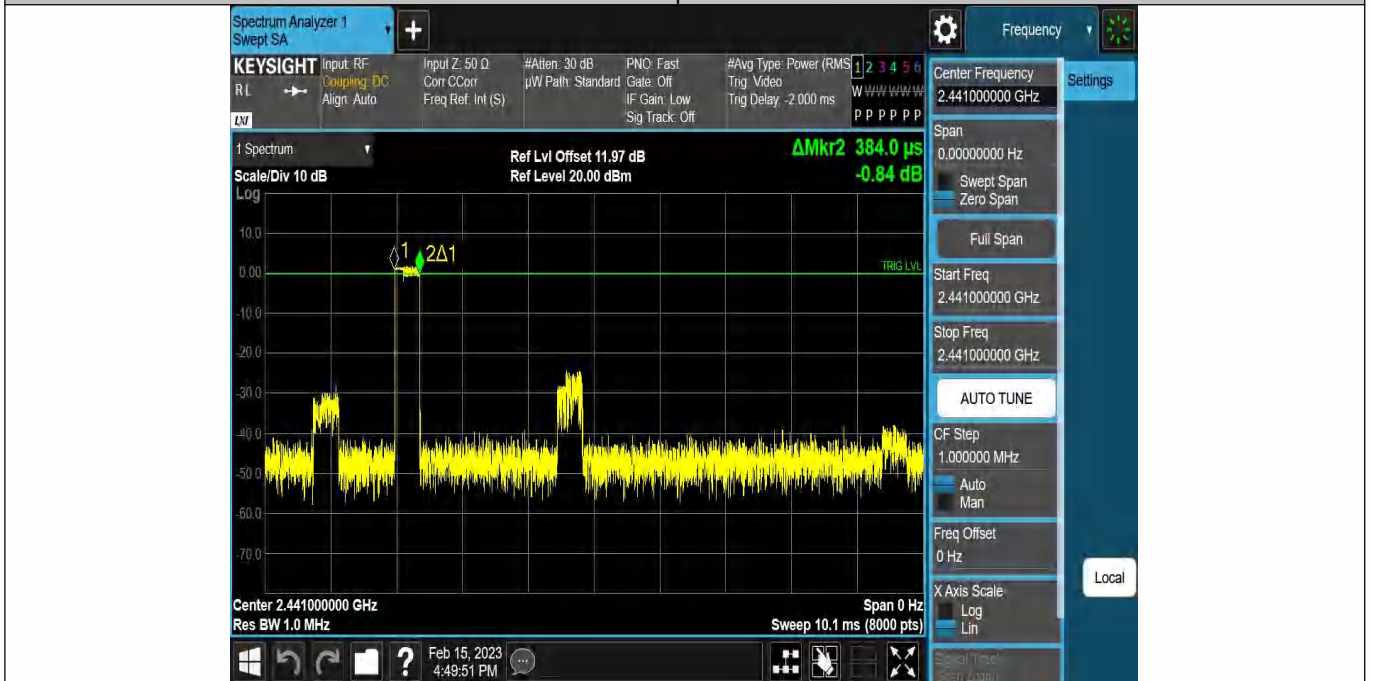 Spectrum Analyzer 1
Swept SA
+
Frequency
KEYSIGHT
R L
LXI
Input: RF
Coupling: DC
Align: Auto
Input Z: 50 Ω
Corr CCorr
Freq Ref: Int (S)
#Atten: 30 dB
µW Path: Standard
PNO: Fast
Gate: Off
IF Gain: Low
Sig Track: Off
#Avg Type: Power (RMS
Trig: Video
Trig Delay: -2.000 ms
1 2 3 4 5 6
W W W W W W
P P P P P P
Center Frequency
2.441000000 GHz
Settings
1 Spectrum
Scale/Div 10 dB
Log
Ref Lvl Offset 11.97 dB
Ref Level 20.00 dBm
ΔMkr2 384.0 µs
-0.84 dB
Span
0.00000000 Hz
Swept Span
Zero Span
Full Span
10.0
0.00
-10.0
-20.0
-30.0
-40.0
-50.0
-60.0
-70.0
1
2Δ1
TRIG LVL
Start Freq
2.441000000 GHz
Stop Freq
2.441000000 GHz
AUTO TUNE
CF Step
1.000000 MHz
Auto
Man
Freq Offset
0 Hz
X Axis Scale
Log
Lin
Local
Center 2.441000000 GHz
Res BW 1.0 MHz
Span 0 Hz
Sweep 10.1 ms (8000 pts)
?
Feb 15, 2023
4:49:51 PM
Signal Track